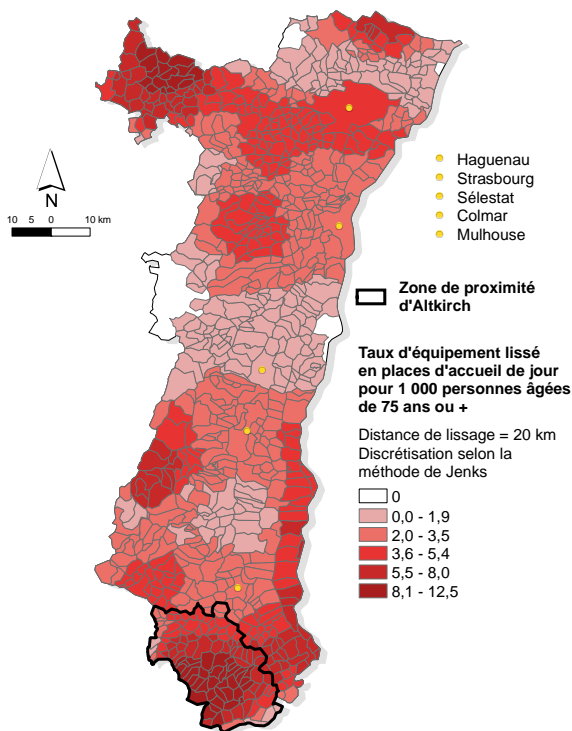 Haguenau
Strasbourg
Sélestat
Colmar
Mulhouse
N
10 5 0 10 km
Zone de proximité
d'Altkirch
Taux d'équipement lissé
en places d'accueil de jour
pour 1 000 personnes âgées
de 75 ans ou +
Distance de lissage = 20 km
Discrétisation selon la
méthode de Jenks
0
0,0 - 1,9
2,0 - 3,5
3,6 - 5,4
5,5 - 8,0
8,1 - 12,5